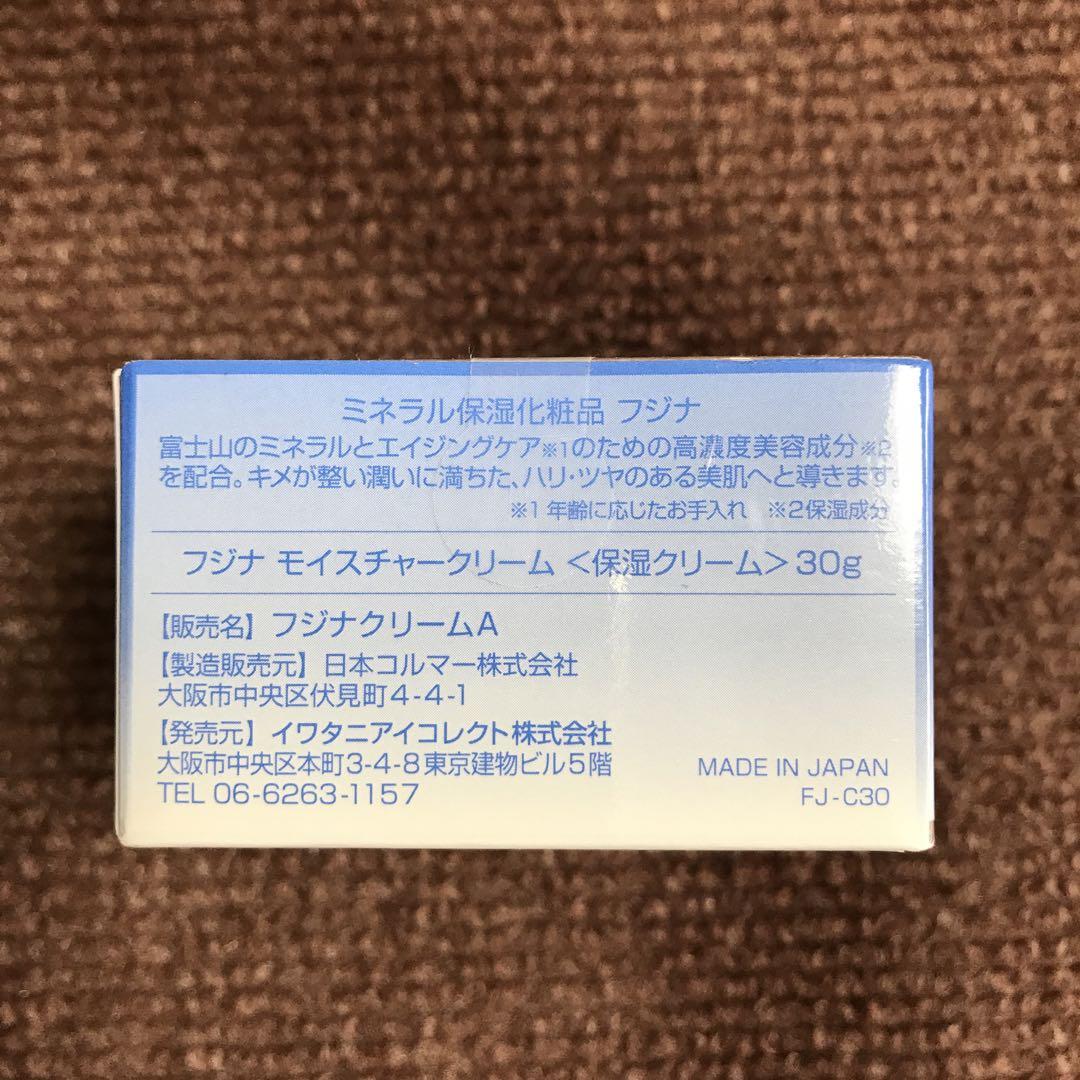 ミネラル保湿化粧品 フジナ
富士山のミネラルとエイジングケア※1のための高濃度美容成分※2
を配合。キメが整い潤いに満ちた、ハリ・ツヤのある美肌へと導きます。
※1 年齢に応じたお手入れ ※2保湿成分
フジナ モイスチャークリーム <保湿クリーム> 30g
【販売名】フジナクリームA
【製造販売元】日本コルマー株式会社
大阪市中央区伏見町4-4-1
【発売元】イワタニアイコレクト株式会社
大阪市中央区本町3-4-8東京建物ビル5階
TEL 06-6263-1157
MADE IN JAPAN
FJ-C30